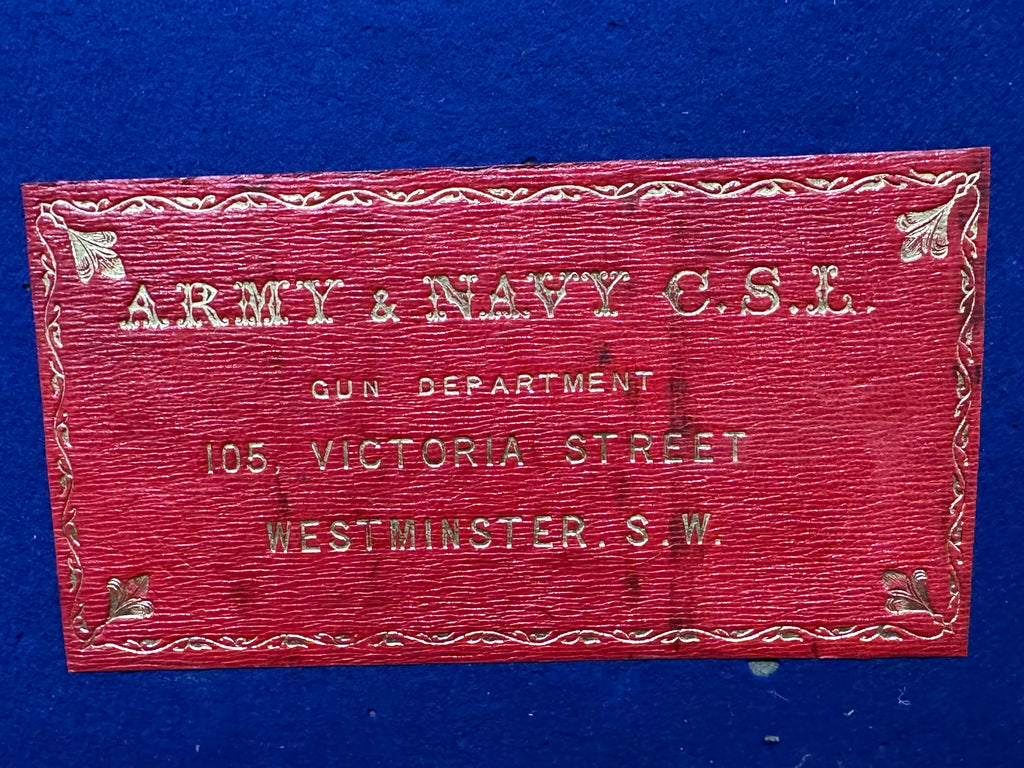 ARMY & NAVY C.S.L.
GUN DEPARTMENT
105, VICTORIA STREET
WESTMINSTER. S.W.